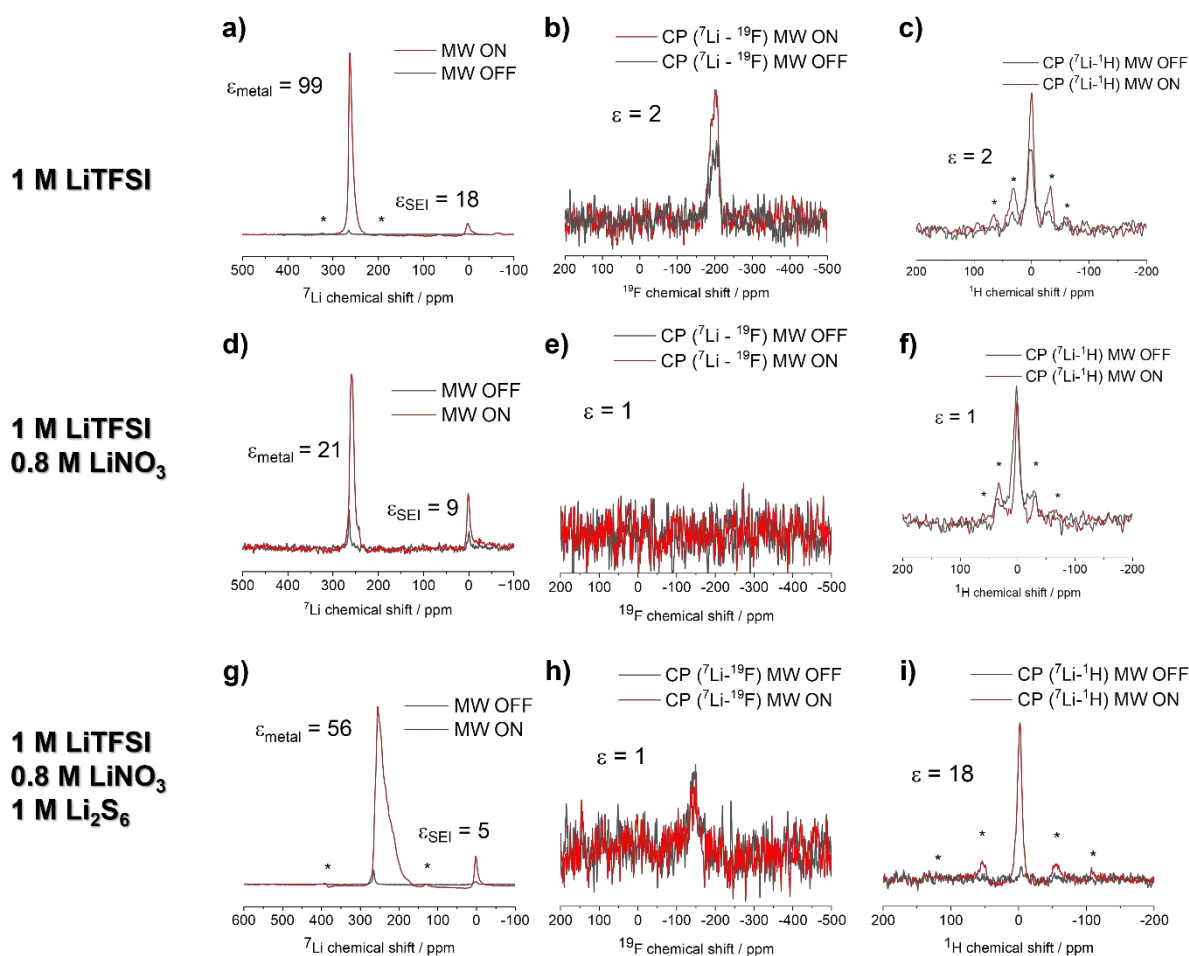 a)
MW ON
MW OFF
εmetal = 99
εSEI = 18
* *
500 400 300 200 100 0 -100
7Li chemical shift / ppm
b)
CP (7Li - 19F) MW ON
CP (7Li - 19F) MW OFF
ε = 2
200 100 0 -100 -200 -300 -400 -500
19F chemical shift / ppm
c)
CP (7Li-1H) MW OFF
CP (7Li-1H) MW ON
ε = 2
* * * *
200 100 0 -100 -200
1H chemical shift / ppm
1 M LiTFSI
d)
MW OFF
MW ON
εmetal = 21
εSEI = 9
500 400 300 200 100 0 -100
7Li chemical shift / ppm
e)
CP (7Li - 19F) MW OFF
CP (7Li - 19F) MW ON
ε = 1
200 100 0 -100 -200 -300 -400 -500
19F chemical shift / ppm
f)
CP (7Li-1H) MW OFF
CP (7Li-1H) MW ON
ε = 1
* * * *
200 100 0 -100 -200
1H chemical shift / ppm
1 M LiTFSI
0.8 M LiNO3
g)
MW OFF
MW ON
εmetal = 56
εSEI = 5
* *
600 500 400 300 200 100 0 -100
7Li chemical shift / ppm
h)
CP (7Li-19F) MW OFF
CP (7Li-19F) MW ON
ε = 1
200 100 0 -100 -200 -300 -400 -500
19F chemical shift / ppm
i)
CP (7Li-1H) MW OFF
CP (7Li-1H) MW ON
ε = 18
* * * *
200 100 0 -100 -200
1H chemical shift / ppm
1 M LiTFSI
0.8 M LiNO3
1 M Li2S6